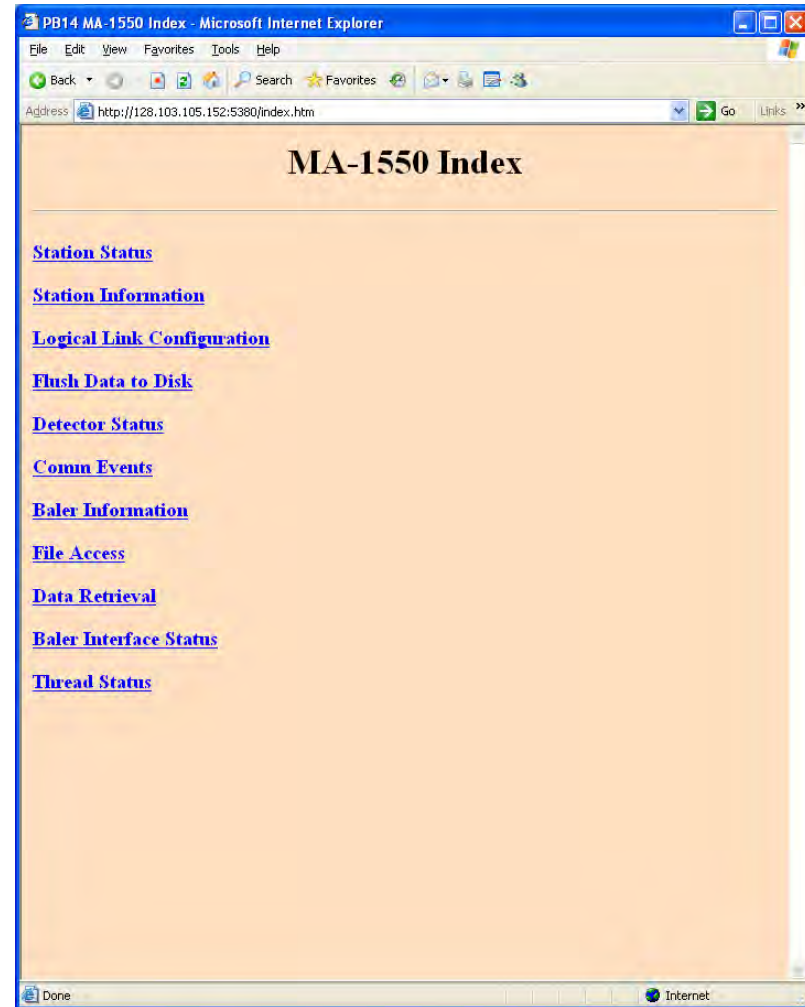 PB14 MA-1550 Index - Microsoft Internet Explorer
File Edit View Favorites Tools Help
Back Search Favorites
Address http://128.103.105.152:5380/index.htm Go Links »
MA-1550 Index
Station Status
Station Information
Logical Link Configuration
Flush Data to Disk
Detector Status
Comm Events
Baler Information
File Access
Data Retrieval
Baler Interface Status
Thread Status
Done Internet